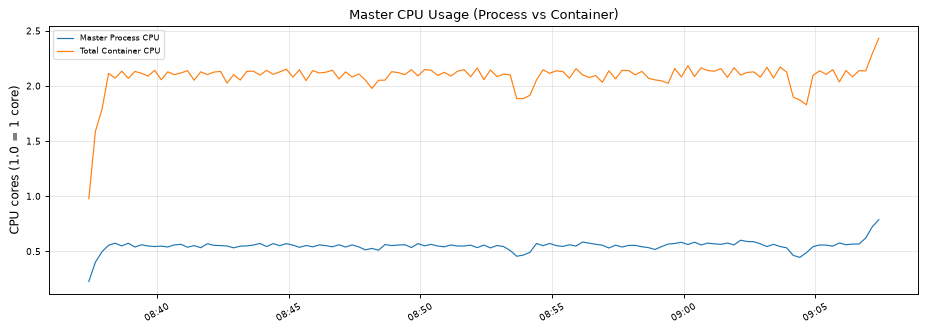 Master CPU Usage (Process vs Container)
Master Process CPU
Total Container CPU
CPU cores (1.0 = 1 core)
2.5
2.0
1.5
1.0
0.5
08:40
08:45
08:50
08:55
09:00
09:05